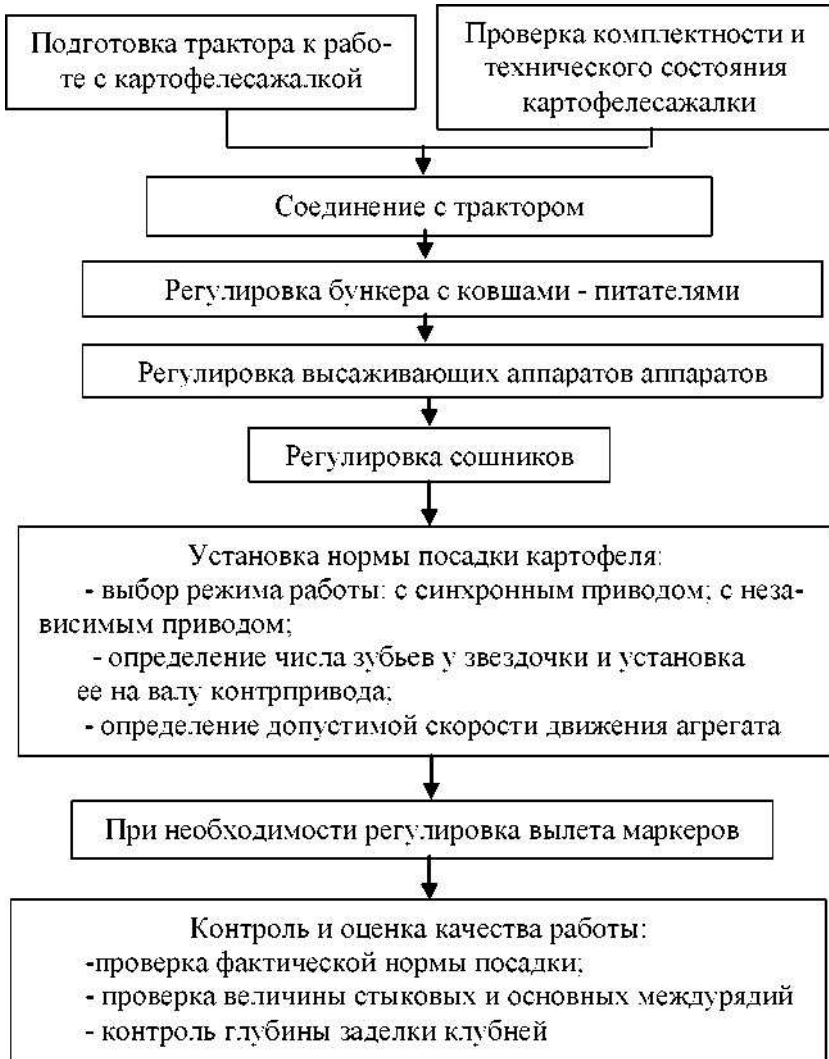 Подготовка трактора к рабо-
те с картофелесажалкой
Проверка комплектности и
технического состояния
картофелесажалки
Соединение с трактором
Регулировка бункера с ковшами - питателями
Регулировка высаживающих аппаратов аппаратов
Регулировка сошников
Установка нормы посадки картофеля:
- выбор режима работы: с синхронным приводом; с неза-
висимым приводом;
- определение числа зубьев у звездочки и установка
ее на валу контрпривода;
- определение допустимой скорости движения агрегата
При необходимости регулировка вылета маркеров
Контроль и оценка качества работы:
-проверка фактической нормы посадки;
- проверка величины стыковых и основных междурядий
- контроль глубины заделки клубней